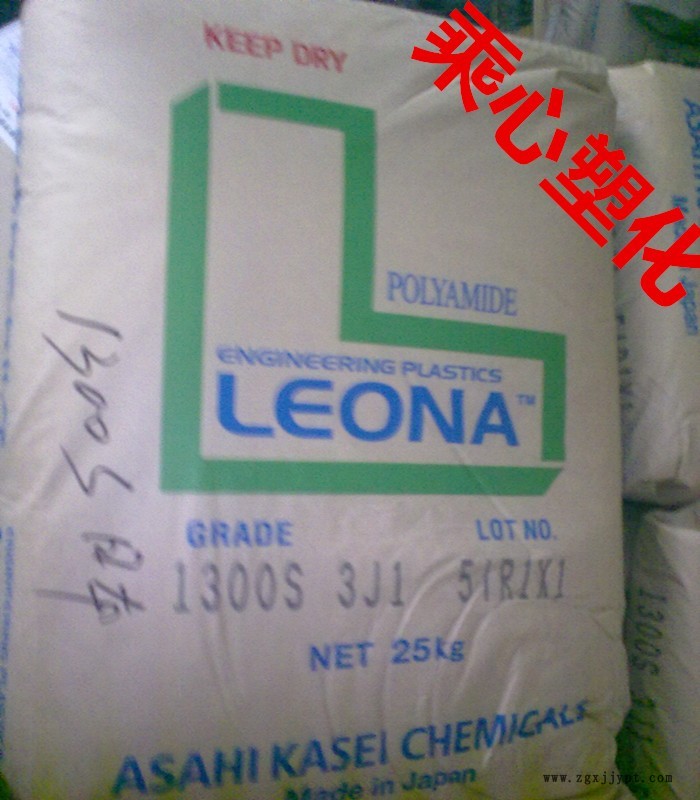 KEEP DRY
乘心塑化
POLYAMIDE
ENGINEERING PLASTICS
LEONA™
GRADE
LOT NO.
1300S 3J1
NET 25kg
ASAHI KASEI CHEMICALS
Made in Japan
1300S
www.zgxjjypt.com